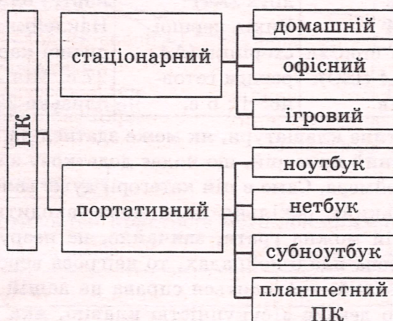 ПК
стаціонарний
домашній
офісний
ігровий
портативний
ноутбук
нетбук
субноутбук
планшетний
ПК